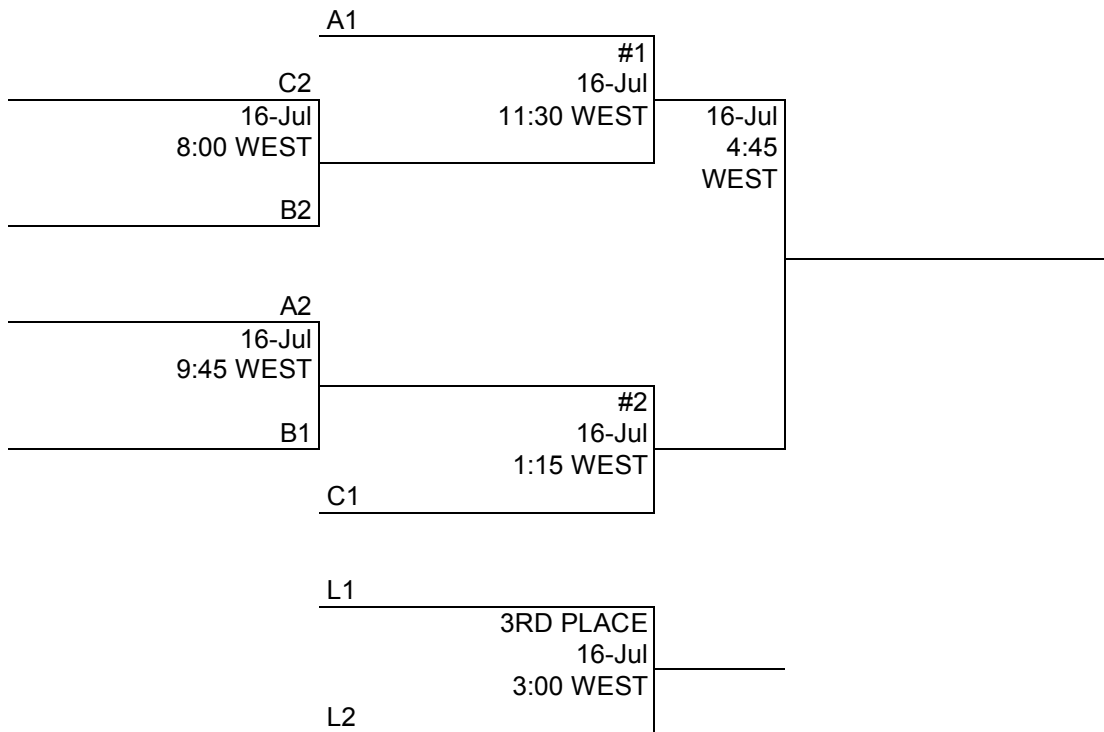 A1
#1
C2
16-Jul
16-Jul
11:30 WEST
16-Jul
8:00 WEST
4:45
WEST
B2
A2
16-Jul
9:45 WEST
#2
B1
16-Jul
1:15 WEST
C1
L1
3RD PLACE
16-Jul
3:00 WEST
L2